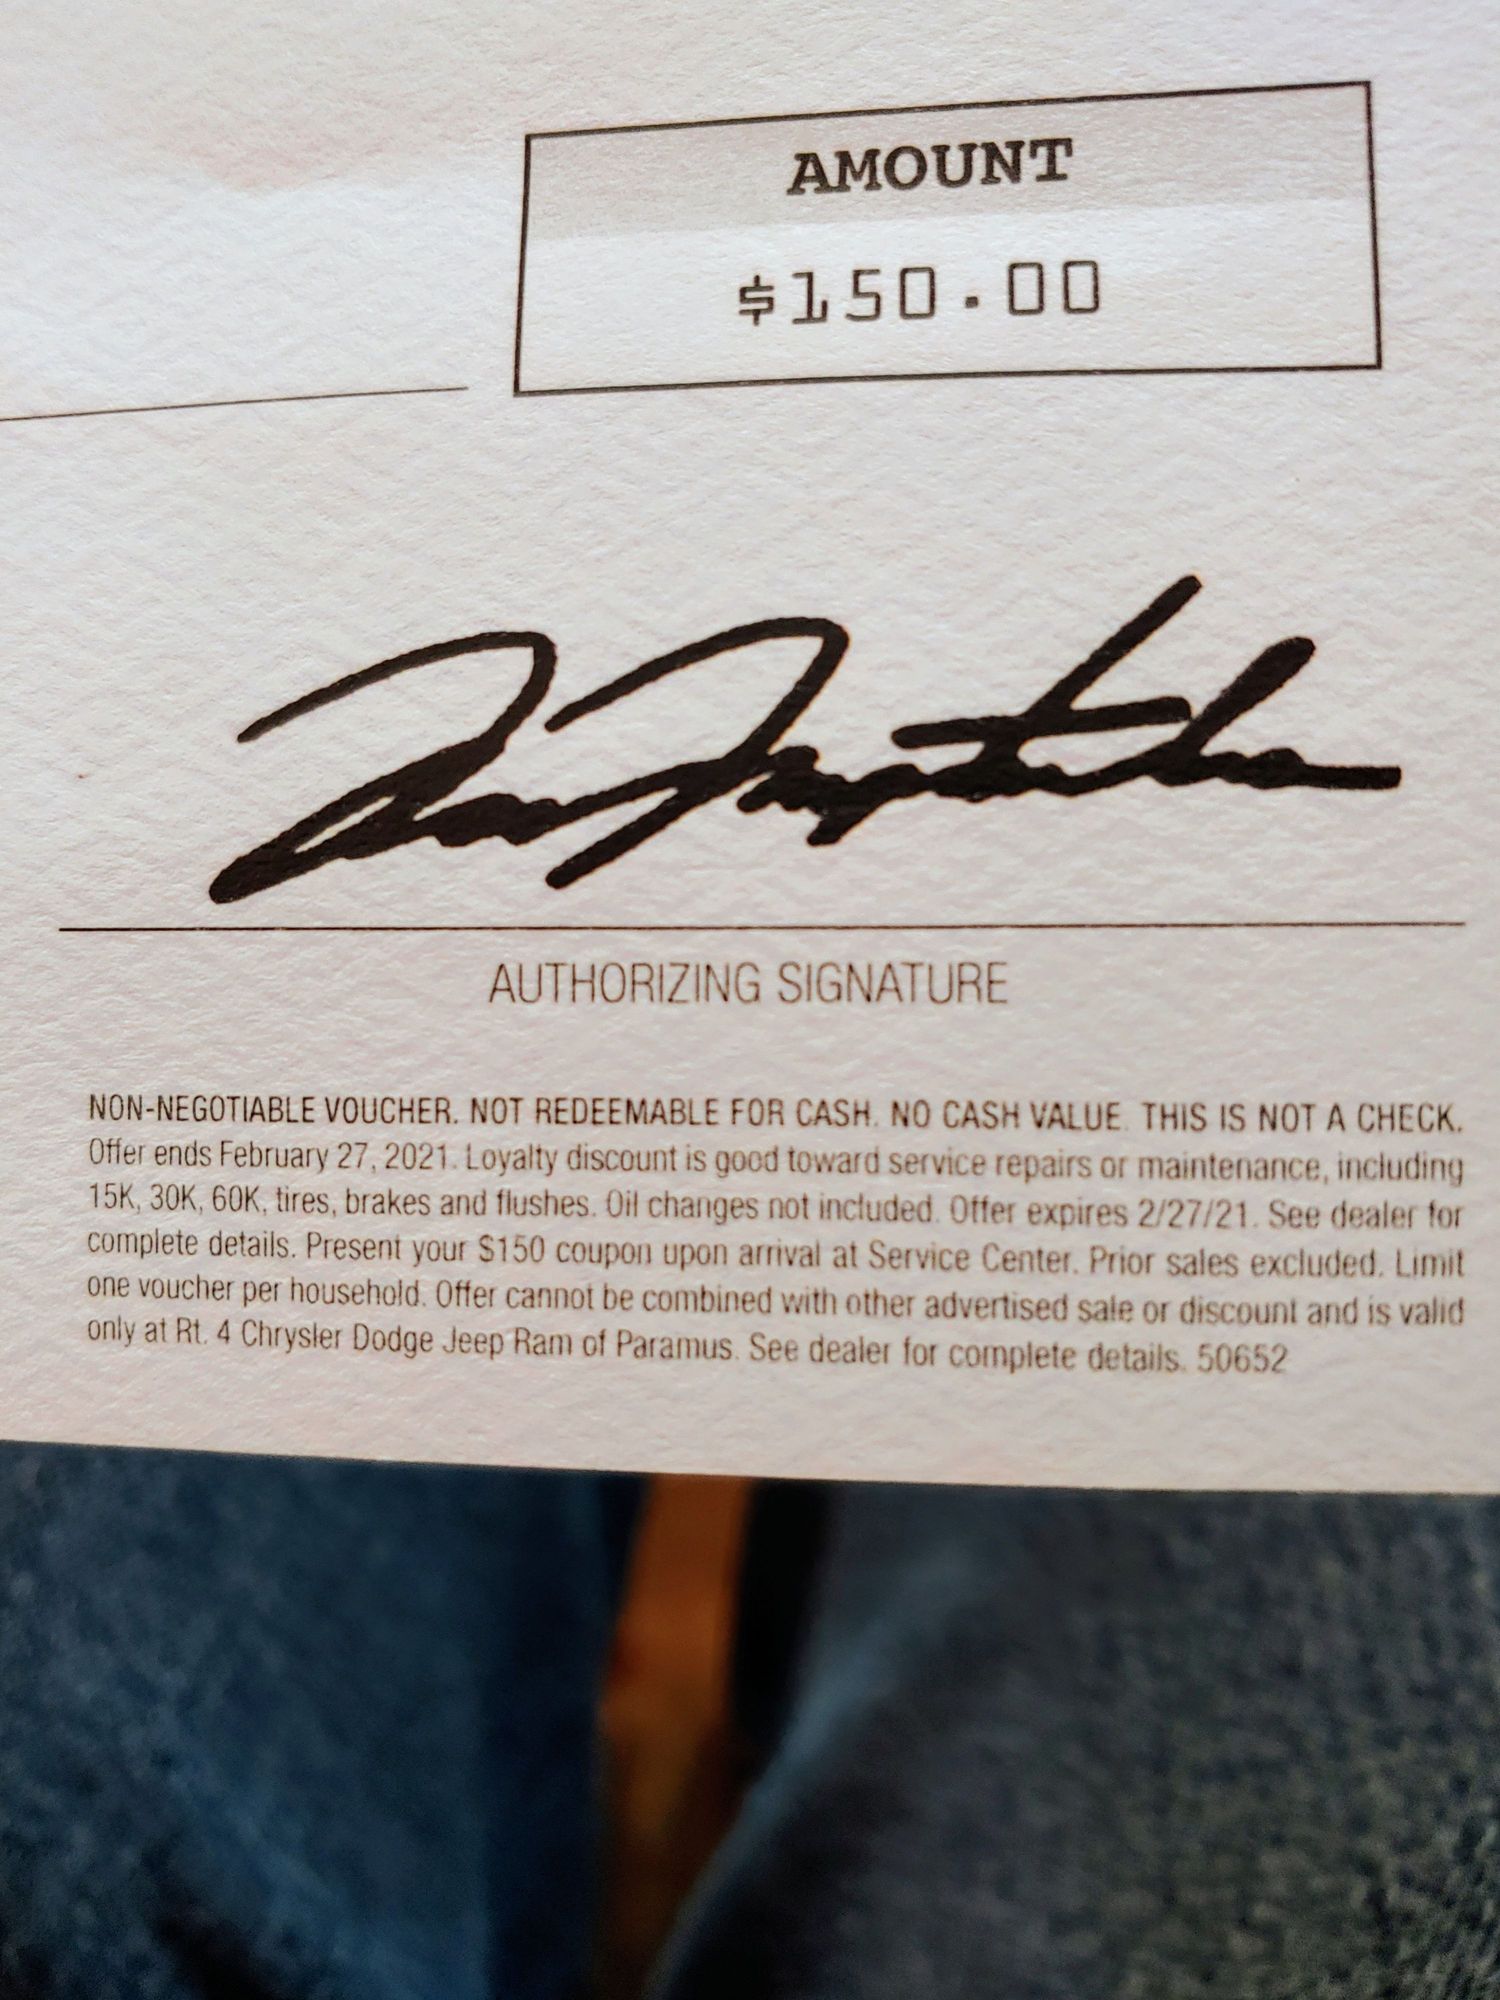 AMOUNT
$150.00
AUTHORIZING SIGNATURE
NON-NEGOTIABLE VOUCHER. NOT REDEEMABLE FOR CASH. NO CASH VALUE. THIS IS NOT A CHECK.
Offer ends February 27, 2021. Loyalty discount is good toward service repairs or maintenance, including
15K, 30K, 60K, tires, brakes and flushes. Oil changes not included. Offer expires 2/27/21. See dealer for
complete details. Present your $150 coupon upon arrival at Service Center. Prior sales excluded. Limit
one voucher per household. Offer cannot be combined with other advertised sale or discount and is valid
only at Rt. 4 Chrysler Dodge Jeep Ram of Paramus. See dealer for complete details. 50652